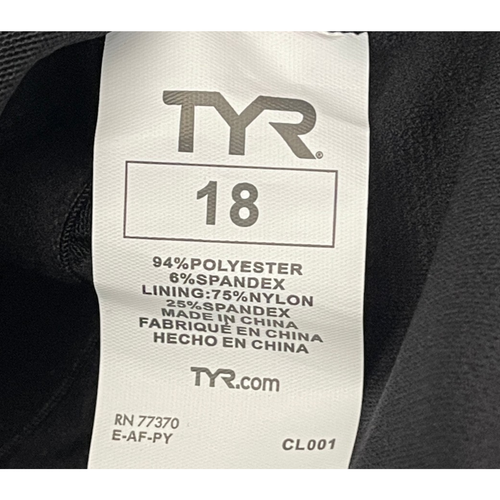 TYR®
18
94%POLYESTER
6%SPANDEX
LINING:75%NYLON
25%SPANDEX
MADE IN CHINA
FABRIQUÉ EN CHINA
HECHO EN CHINA
TYR.com
RN 77370
E-AF-PY
CL001